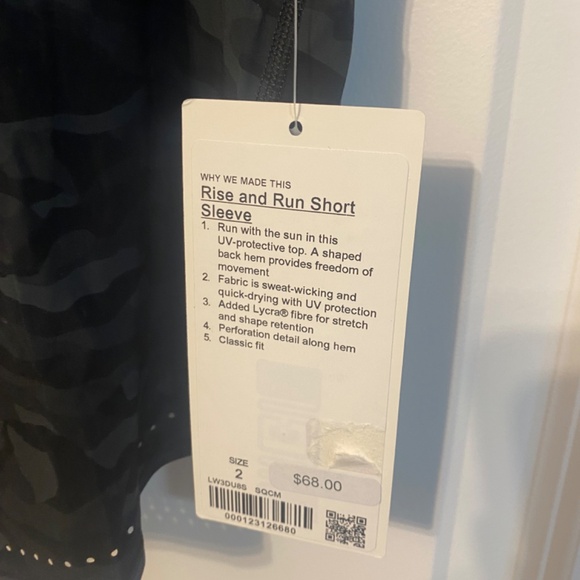 WHY WE MADE THIS
Rise and Run Short
Sleeve
1. Run with the sun in this
UV-protective top. A shaped
back hem provides freedom of
movement
2. Fabric is sweat-wicking and
quick-drying with UV protection
3. Added Lycra® fibre for stretch
and shape retention
4. Perforation detail along hem
5. Classic fit
SIZE
2
$68.00
LW3DU8S SQCM
000123126680